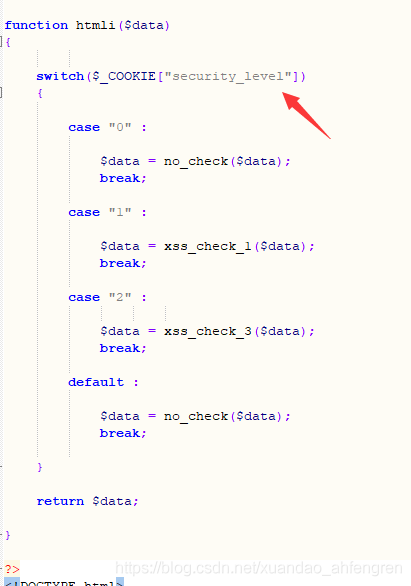 function htmli($data)
{
switch($_COOKIE["security_level"])
{
case "0" :
$data = no_check($data);
break;
case "1" :
$data = xss_check_1($data);
break;
case "2" :
$data = xss_check_3($data);
break;
default :
$data = no_check($data);
break;
}
return $data;
}
?>
https://blog.csdn.net/xuandao_ahfengren
<!DOCTYPE html>